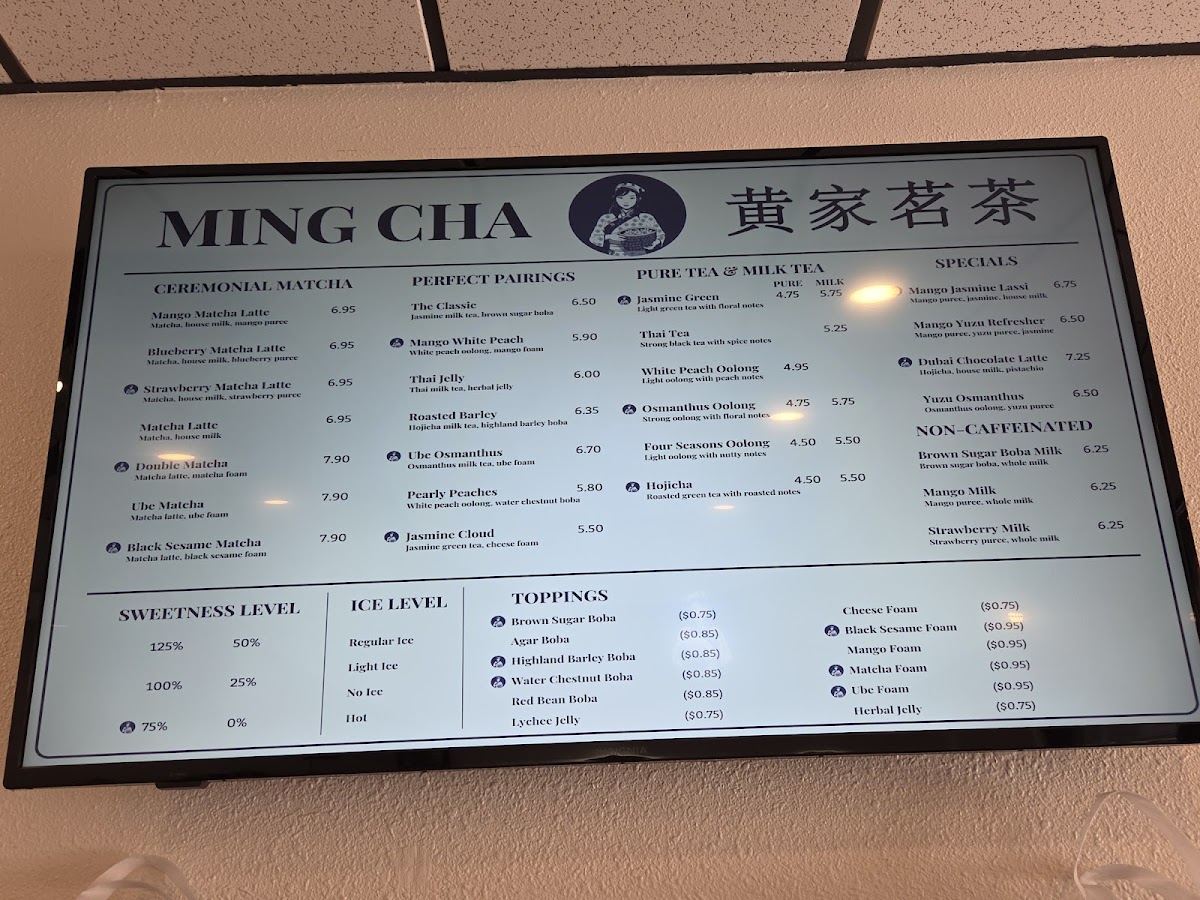 MING CHA
黄家茗茶
CEREMONIAL MATCHA
Mango Matcha Latte 6.95
Matcha, house milk, mango puree
Blueberry Matcha Latte 6.95
Matcha, house milk, blueberry puree
Strawberry Matcha Latte 6.95
Matcha, house milk, strawberry puree
Matcha Latte 6.95
Matcha, house milk
Double Matcha 7.90
Matcha latte, matcha foam
Ube Matcha 7.90
Matcha latte, ube foam
Black Sesame Matcha 7.90
Matcha latte, black sesame foam
PERFECT PAIRINGS
The Classic 6.50
Jasmine milk tea, brown sugar boba
Mango White Peach 5.90
White peach oolong, mango foam
Thai Jelly 6.00
Thai milk tea, herbal jelly
Roasted Barley 6.35
Hojicha milk tea, highland barley boba
Ube Osmanthus 6.70
Osmanthus milk tea, ube foam
Pearly Peaches 5.80
White peach oolong, water chestnut boba
Jasmine Cloud 5.50
Jasmine green tea, cheese foam
PURE TEA & MILK TEA
PURE MILK
Jasmine Green 4.75 5.75
Light green tea with floral notes
Thai Tea 5.25
Strong black tea with spice notes
White Peach Oolong 4.95
Light oolong with peach notes
Osmanthus Oolong 4.75 5.75
Strong oolong with floral notes
Four Seasons Oolong 4.50 5.50
Light oolong with nutty notes
Hojicha 4.50 5.50
Roasted green tea with roasted notes
SPECIALS
Mango Jasmine Lassi 6.75
Mango puree, jasmine, house milk
Mango Yuzu Refresher 6.50
Mango puree, yuzu puree, jasmine
Dubai Chocolate Latte 7.25
Hojicha, house milk, pistachio
Yuzu Osmanthus 6.50
Osmanthus oolong, yuzu puree
NON-CAFFEINATED
Brown Sugar Boba Milk 6.25
Brown sugar boba, whole milk
Mango Milk 6.25
Mango puree, whole milk
Strawberry Milk 6.25
Strawberry puree, whole milk
SWEETNESS LEVEL
125% 50%
100% 25%
75% 0%
ICE LEVEL
Regular Ice
Light Ice
No Ice
Hot
TOPPINGS
Brown Sugar Boba ($0.75)
Agar Boba ($0.85)
Highland Barley Boba ($0.85)
Water Chestnut Boba ($0.85)
Red Bean Boba ($0.85)
Lychee Jelly ($0.75)
Cheese Foam ($0.75)
Black Sesame Foam ($0.95)
Mango Foam ($0.95)
Matcha Foam ($0.95)
Ube Foam ($0.95)
Herbal Jelly ($0.75)
INSIGNIA